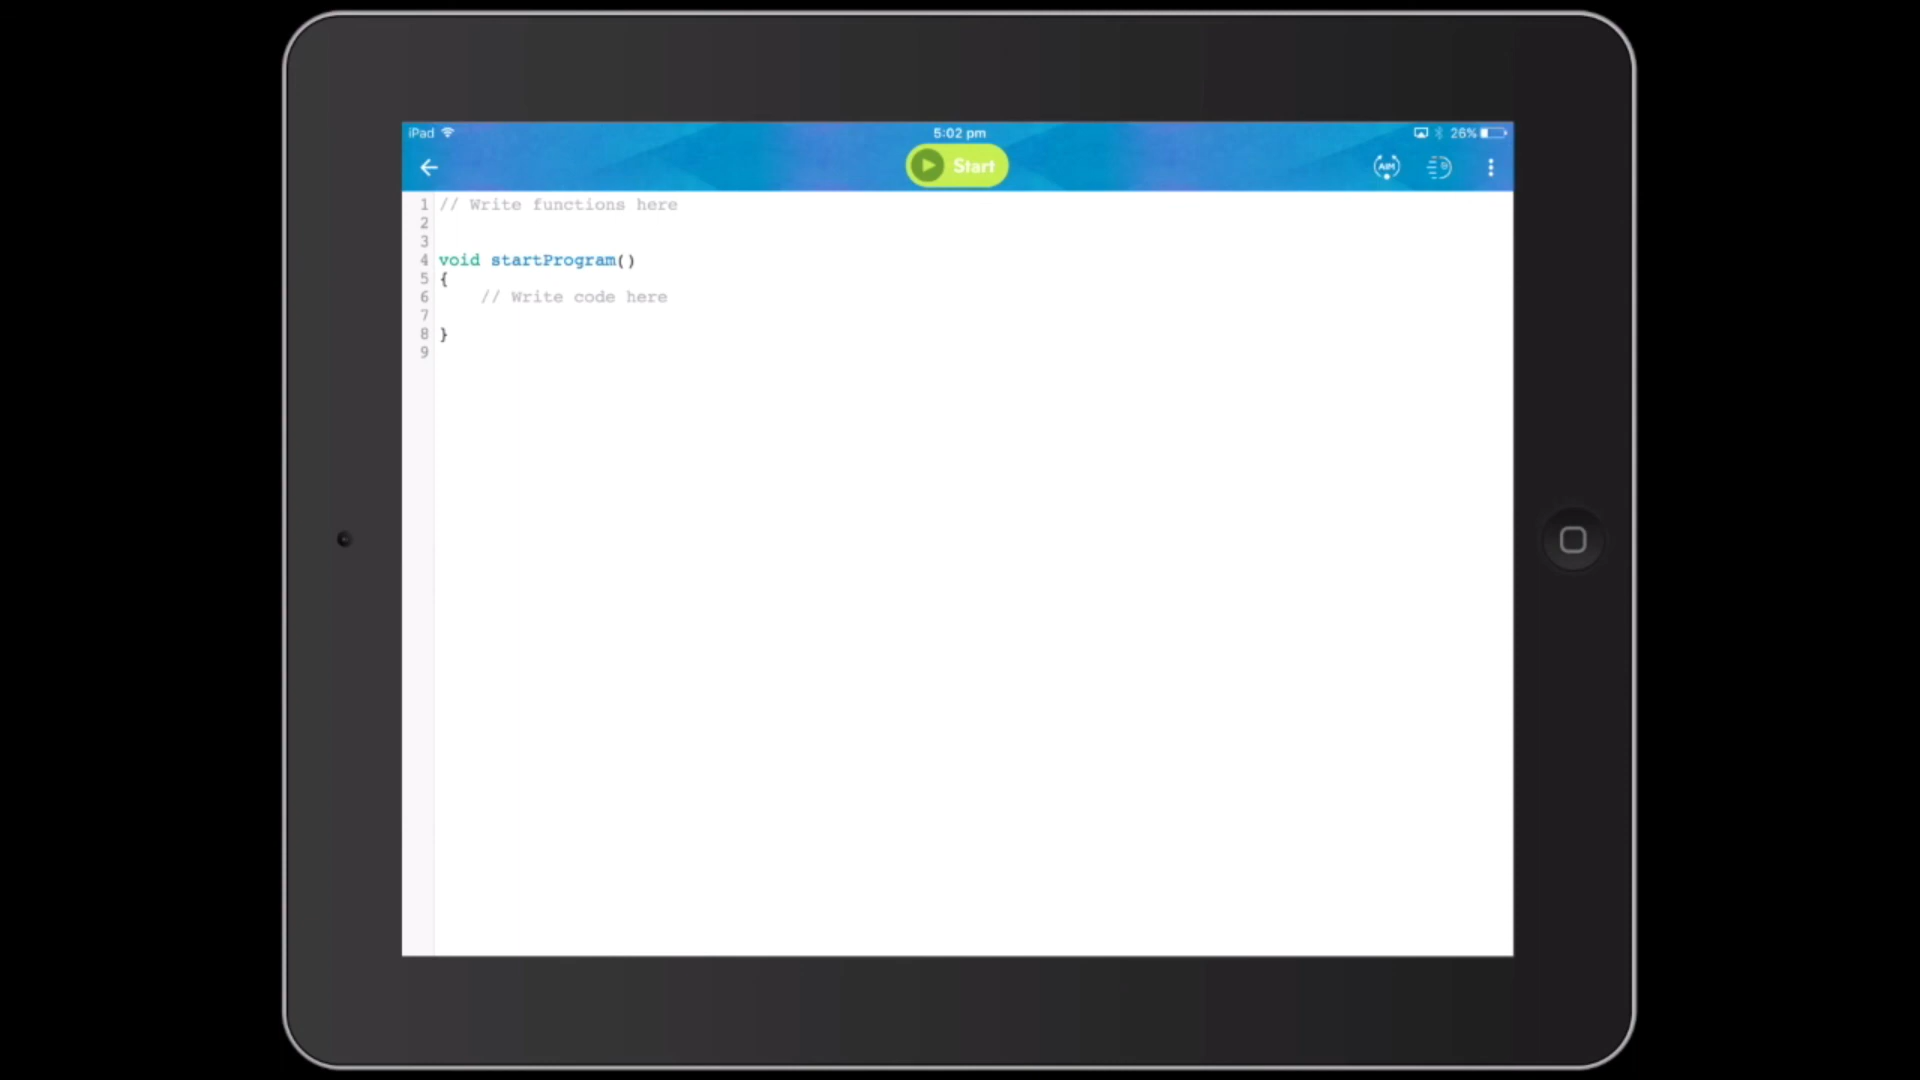 iPad 5:02 pm 26%
Start AIM
1 // Write functions here
2
3
4 void startProgram()
5 {
6 // Write code here
7
8 }
9